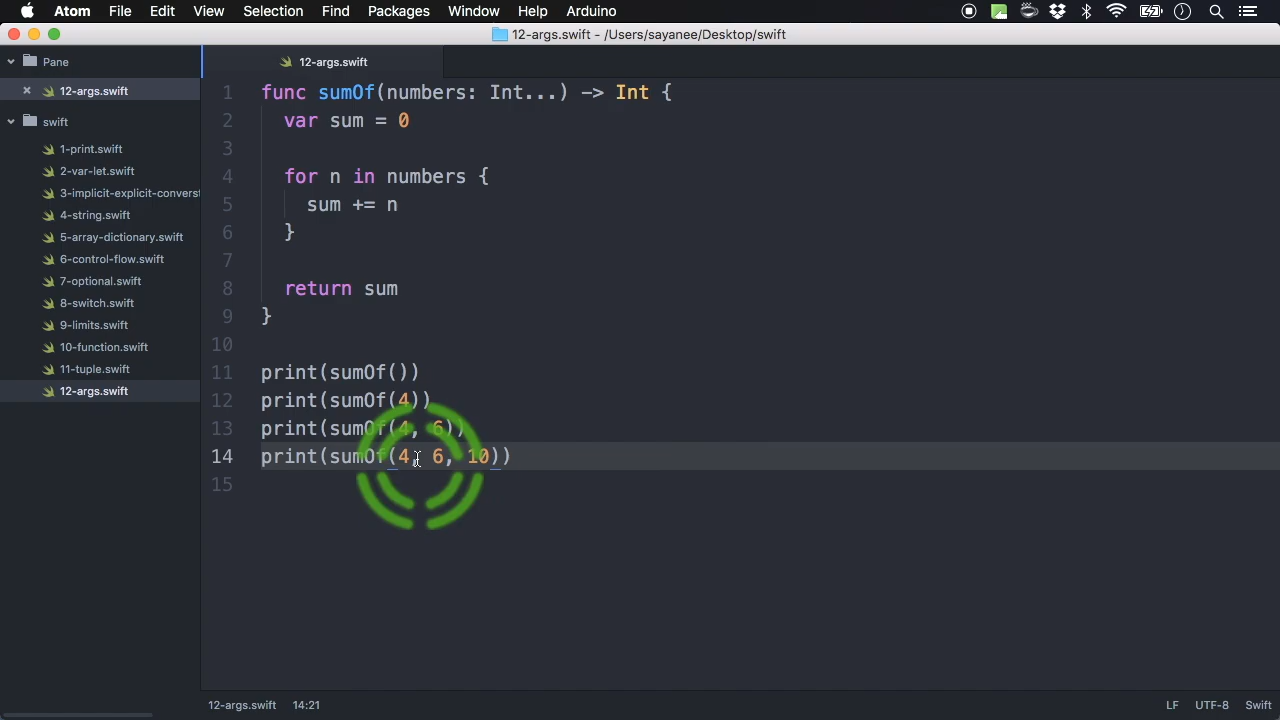 Atom File Edit View Selection Find Packages Window Help Arduino
12-args.swift - /Users/sayanee/Desktop/swift
Pane
12-args.swift
swift
1-print.swift
2-var-let.swift
3-implicit-explicit-converst
4-string.swift
5-array-dictionary.swift
6-control-flow.swift
7-optional.swift
8-switch.swift
9-limits.swift
10-function.swift
11-tuple.swift
12-args.swift
12-args.swift
1 func sumOf(numbers: Int...) -> Int {
2 var sum = 0
3
4 for n in numbers {
5 sum += n
6 }
7
8 return sum
9 }
10
11 print(sumOf())
12 print(sumOf(4))
13 print(sumOf(4, 6))
14 print(sumOf(4, 6, 10))
15
12-args.swift 14:21 LF UTF-8 Swift